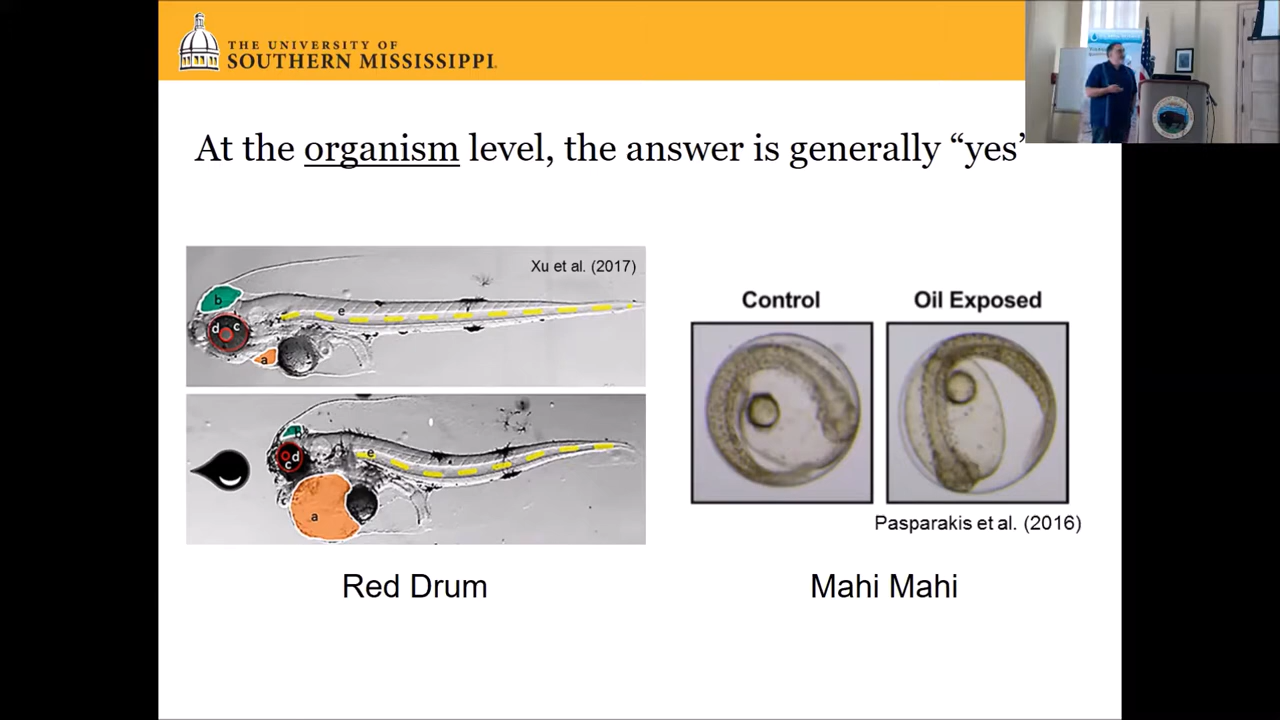 THE UNIVERSITY OF
SOUTHERN MISSISSIPPI
At the organism level, the answer is generally “yes”
Xu et al. (2017)
b
d c
e
a
b
d
c
e
a
Control
Oil Exposed
Pasparakis et al. (2016)
Red Drum
Mahi Mahi